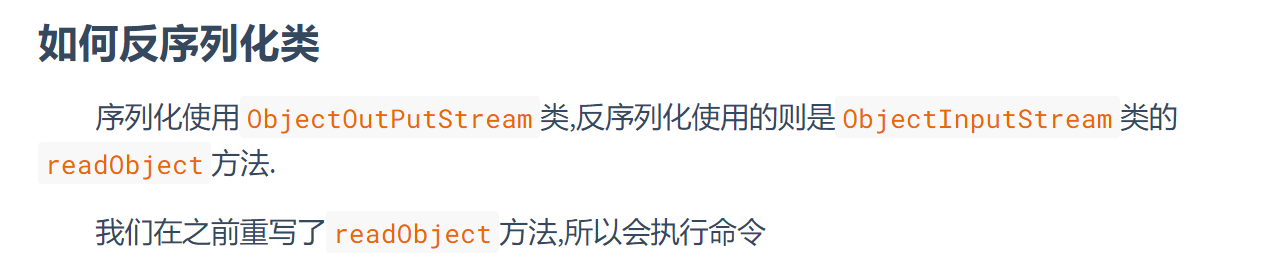 如何反序列化类
序列化使用ObjectOutPutStream类,反序列化使用的则是ObjectInputStream类的
readObject方法.
我们在之前重写了readObject方法,所以会执行命令